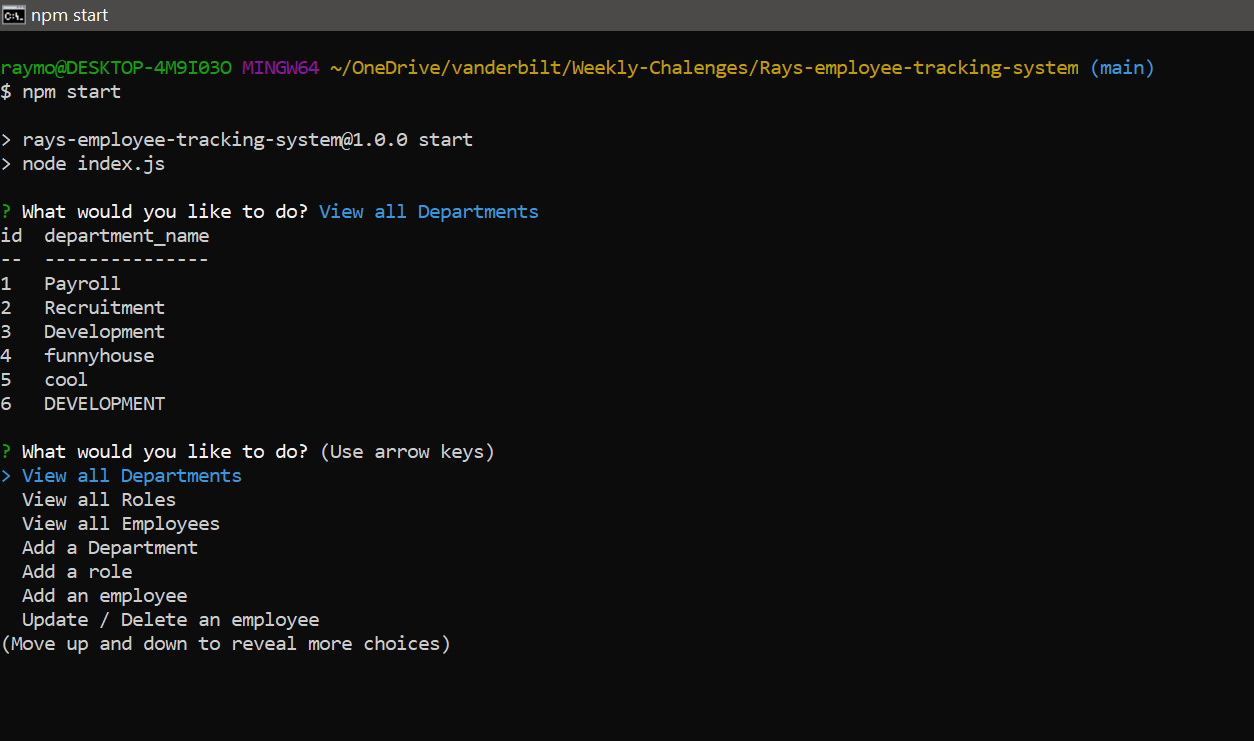 npm start
raymo@DESKTOP-4M9I03O MINGW64 ~/OneDrive/vanderbilt/Weekly-Chalenges/Rays-employee-tracking-system (main)
$ npm start
> rays-employee-tracking-system@1.0.0 start
> node index.js
? What would you like to do? View all Departments
id  department_name
--  ---------------
1   Payroll
2   Recruitment
3   Development
4   funnyhouse
5   cool
6   DEVELOPMENT
? What would you like to do? (Use arrow keys)
> View all Departments
  View all Roles
  View all Employees
  Add a Department
  Add a role
  Add an employee
  Update / Delete an employee
(Move up and down to reveal more choices)